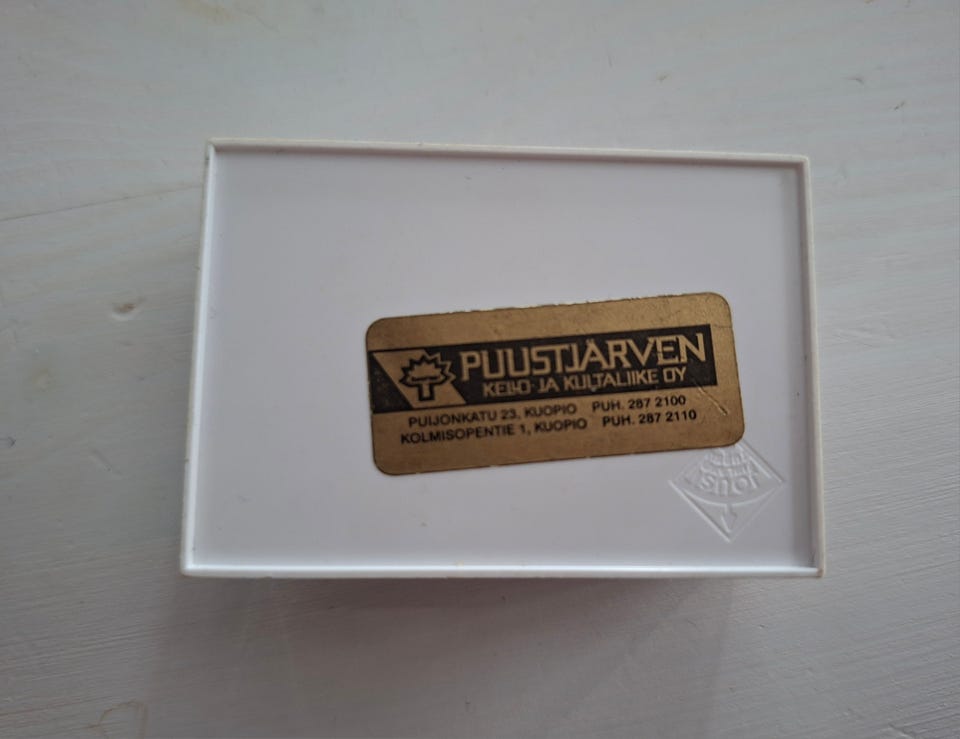 PUUSTJÄRVEN
KELLO JA KULTALIIKE OY
PUIJONKATU 23, KUOPIO PUH. 287 2100
KOLMISOPENTIE 1, KUOPIO PUH. 287 2110